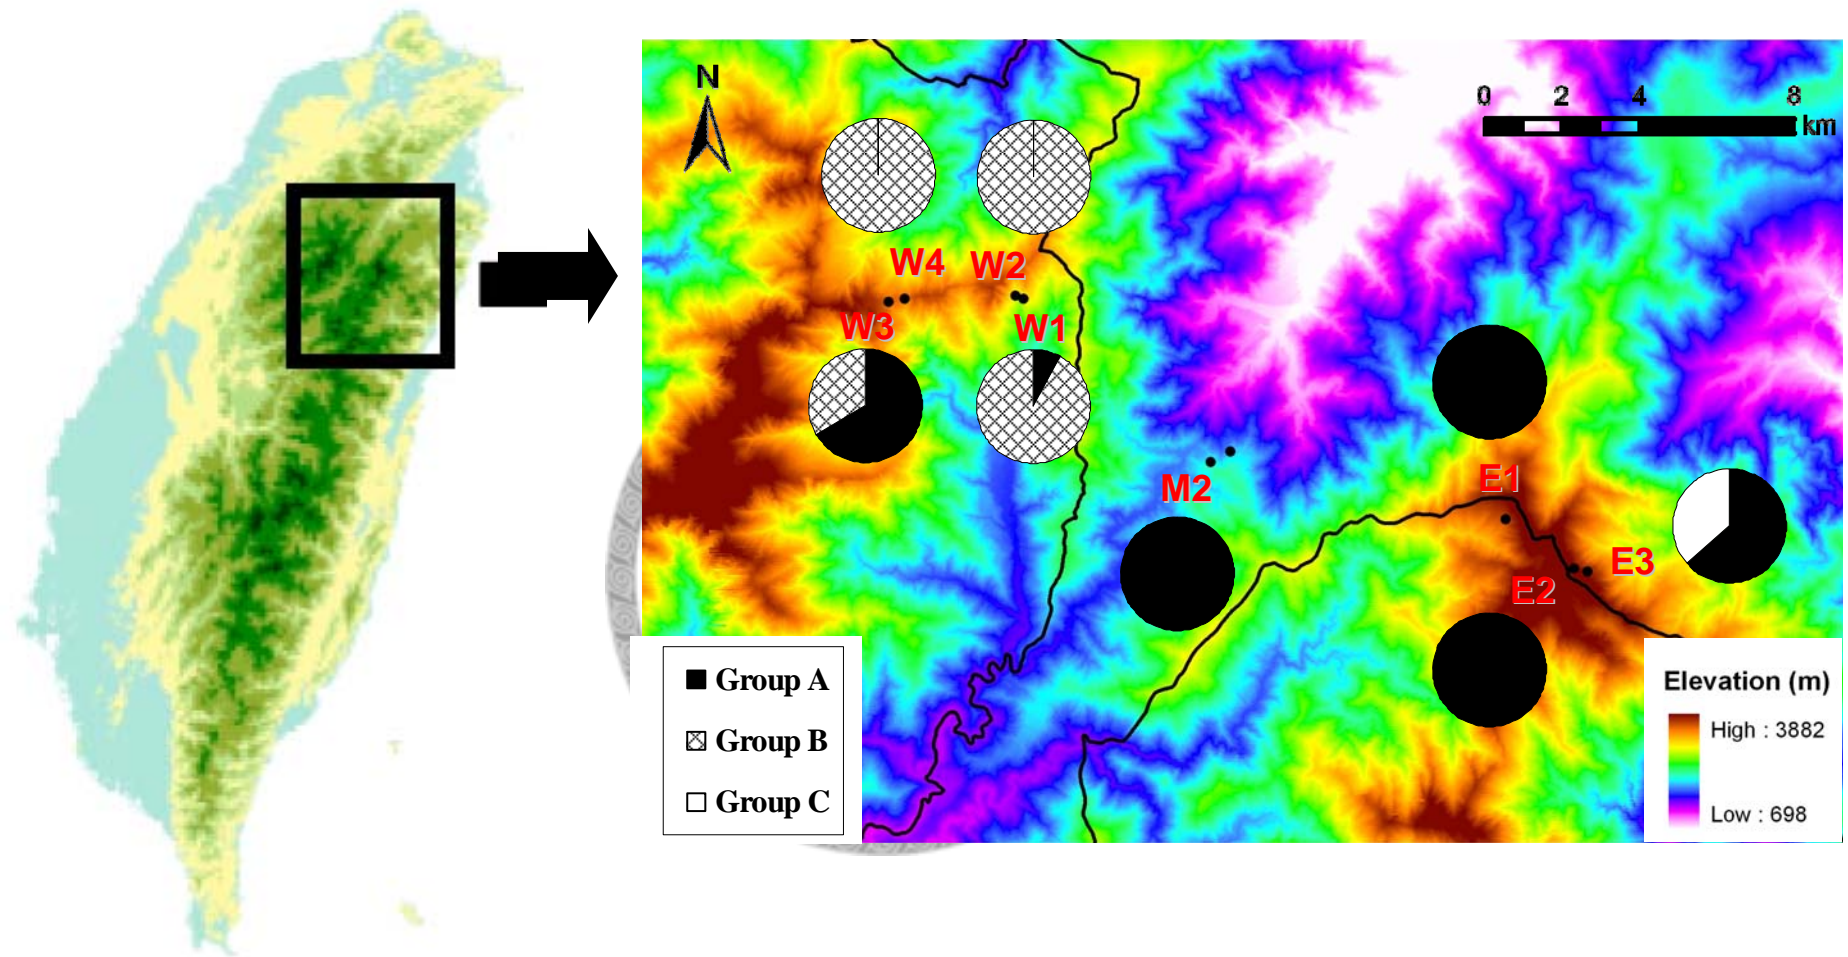 N
0 2 4 8
km
W4 W2
W3 W1
M2
E1
E3
E2
Group A
Group B
Group C
Elevation (m)
High : 3882
Low : 698